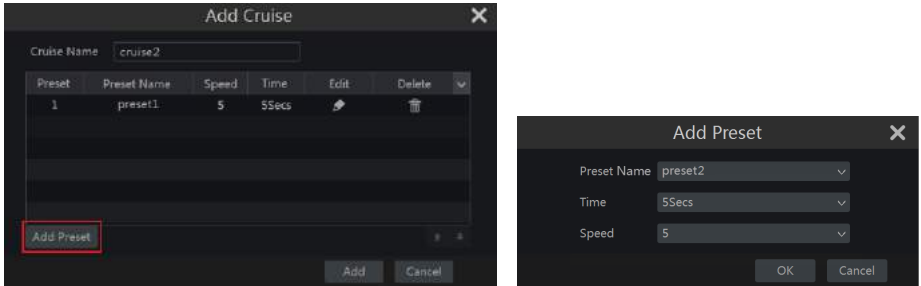 Add Cruise
Cruise Name cruise2
Preset Preset Name Speed Time Edit Delete
1 preset1 5 5Secs
Add Preset
Add Cancel
Add Preset
Preset Name preset2
Time 5Secs
Speed 5
OK Cancel